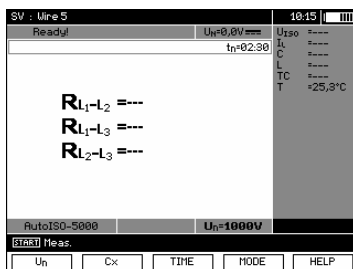 SV : Wire 5 10:15
Ready! UN=0,0V
tn=02:30
UISO =---
IL =---
C =---
L =---
TC =---
T =25,3°C
RL1-L2 =---
RL1-L3 =---
RL2-L3 =---
AutoISO-5000 Un=1000V
START Meas.
Un Cx TIME MODE HELP